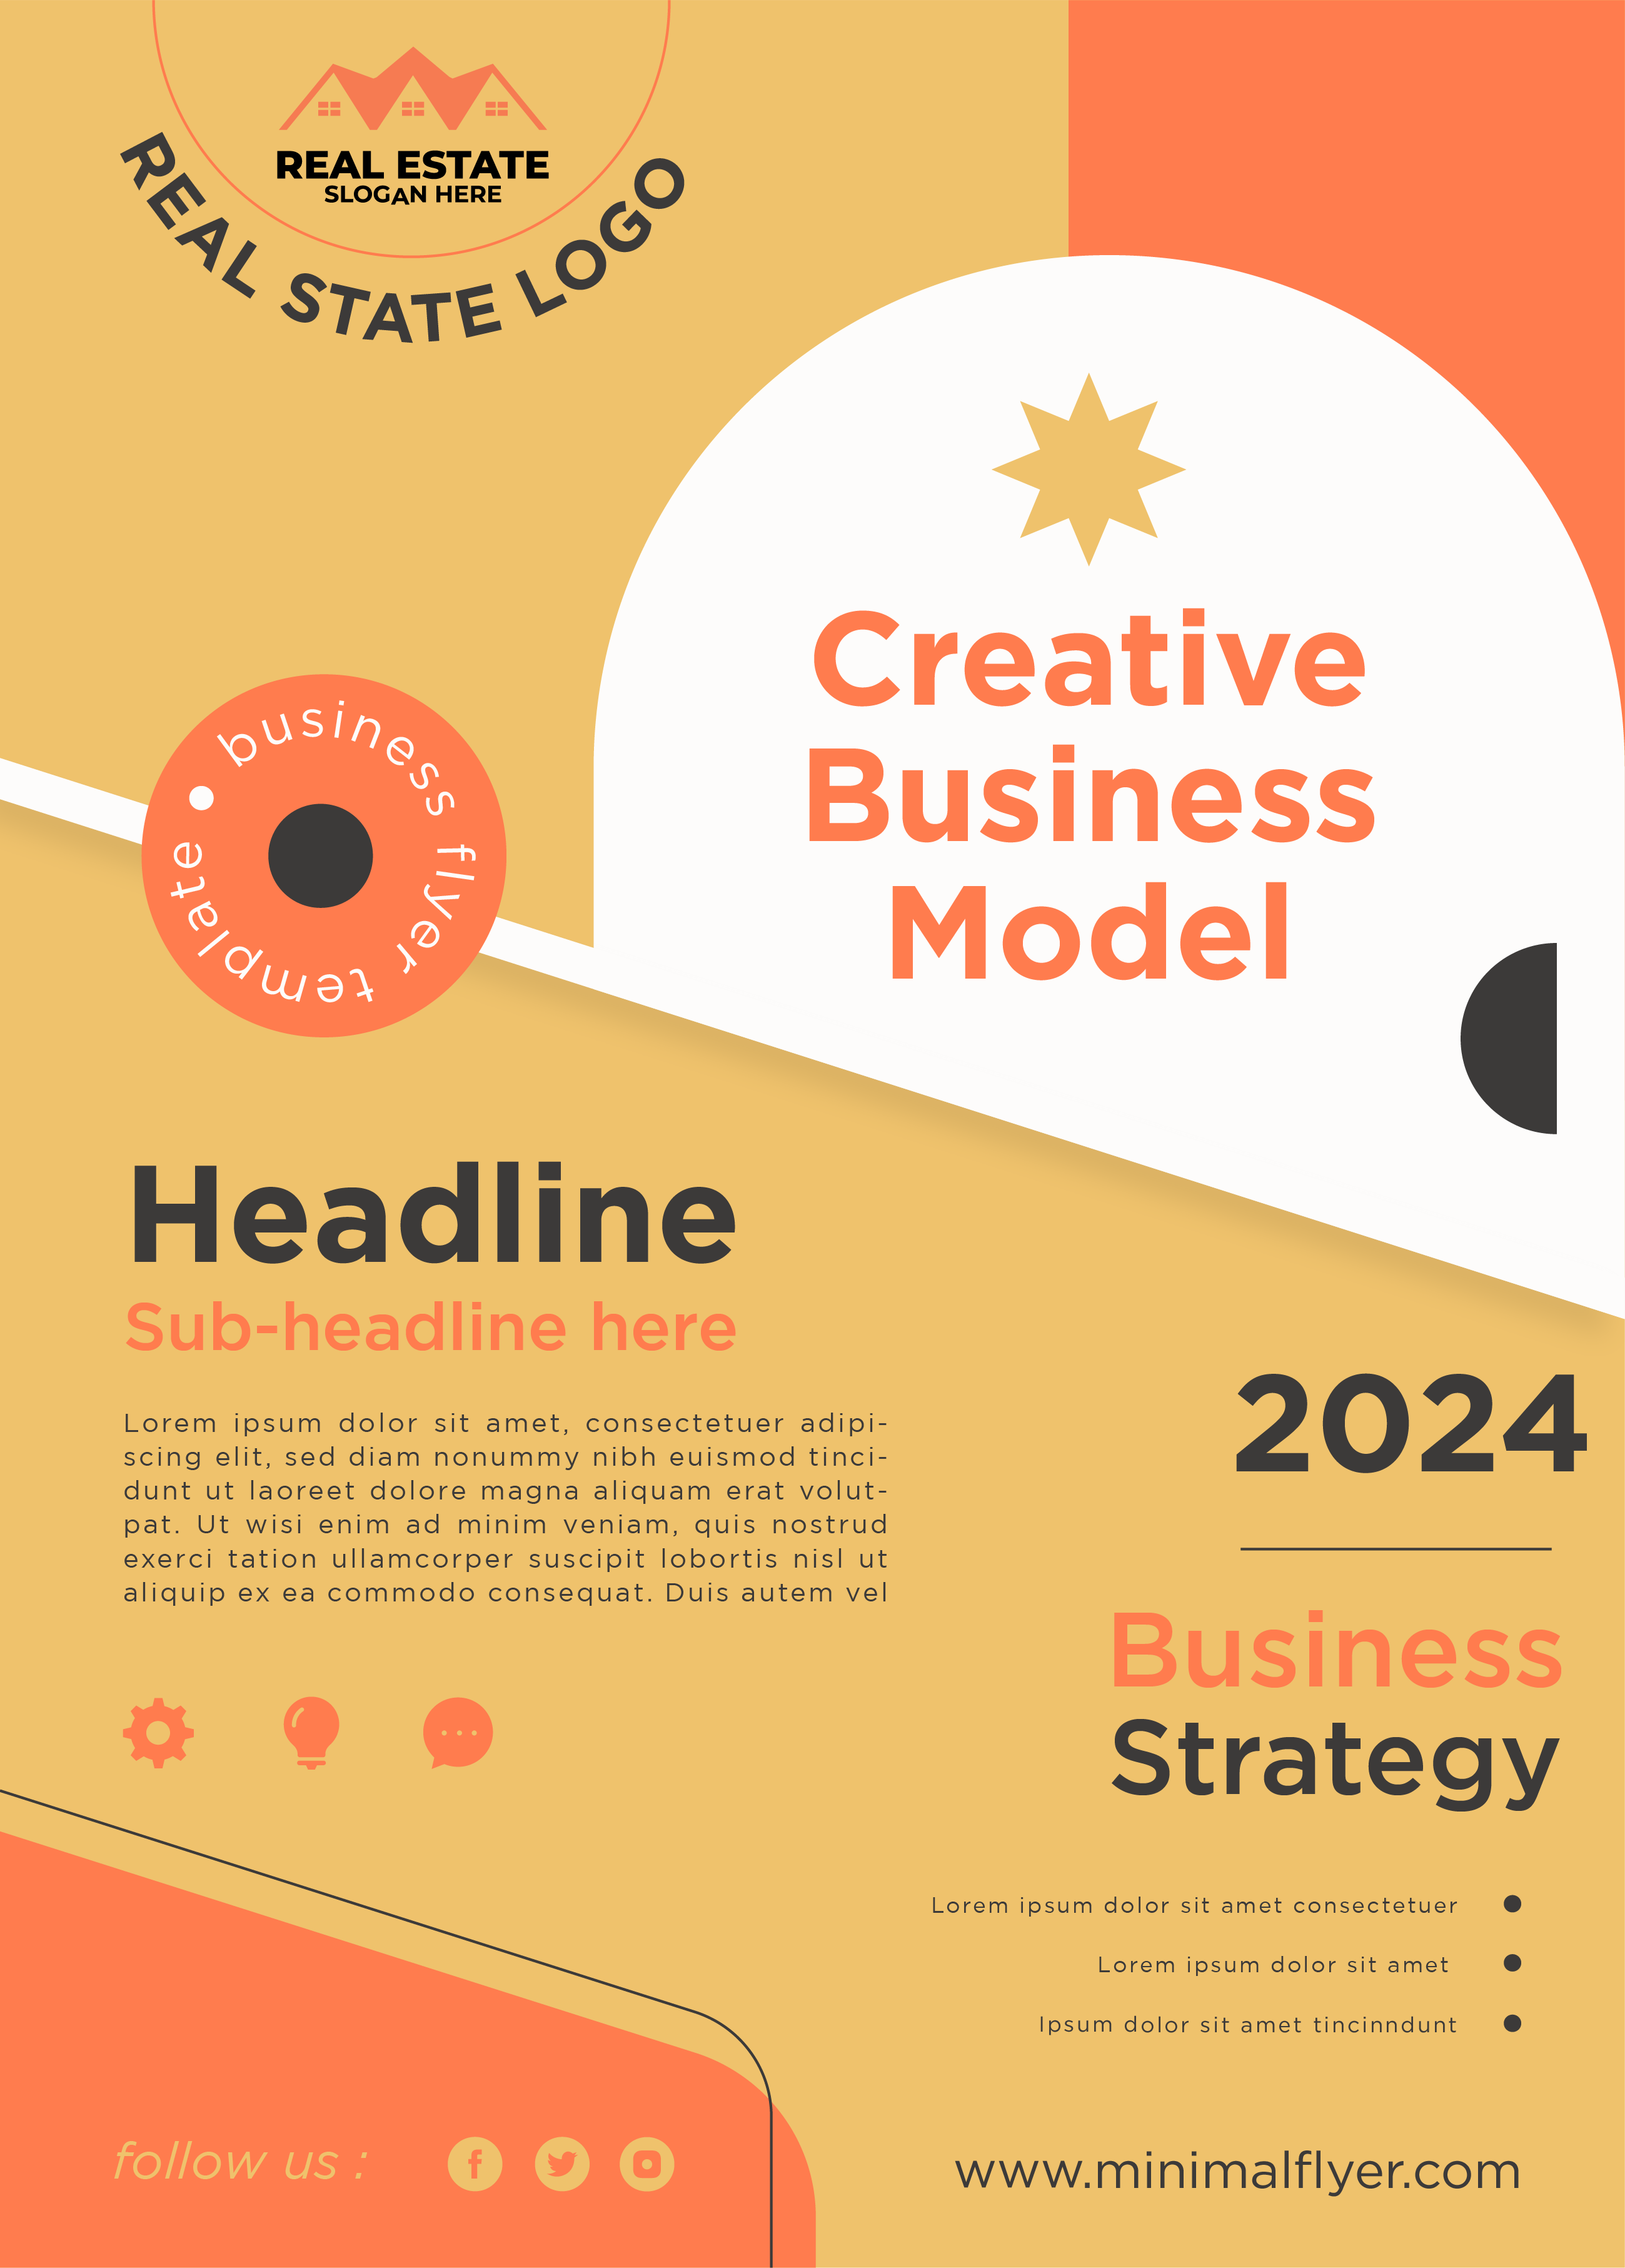 REAL ESTATE
SLOGAN HERE
REAL STATE LOGO
Creative
Business
Model
business flyer template
Headline
Sub-headline here
Lorem ipsum dolor sit amet, consectetuer adipi-
scing elit, sed diam nonummy nibh euismod tinci-
dunt ut laoreet dolore magna aliquam erat volut-
pat. Ut wisi enim ad minim veniam, quis nostrud
exerci tation ullamcorper suscipit lobortis nisl ut
aliquip ex ea commodo consequat. Duis autem vel
2024
Business
Strategy
Lorem ipsum dolor sit amet consectetuer
Lorem ipsum dolor sit amet
Ipsum dolor sit amet tincinndunt
follow us :
www.minimalflyer.com